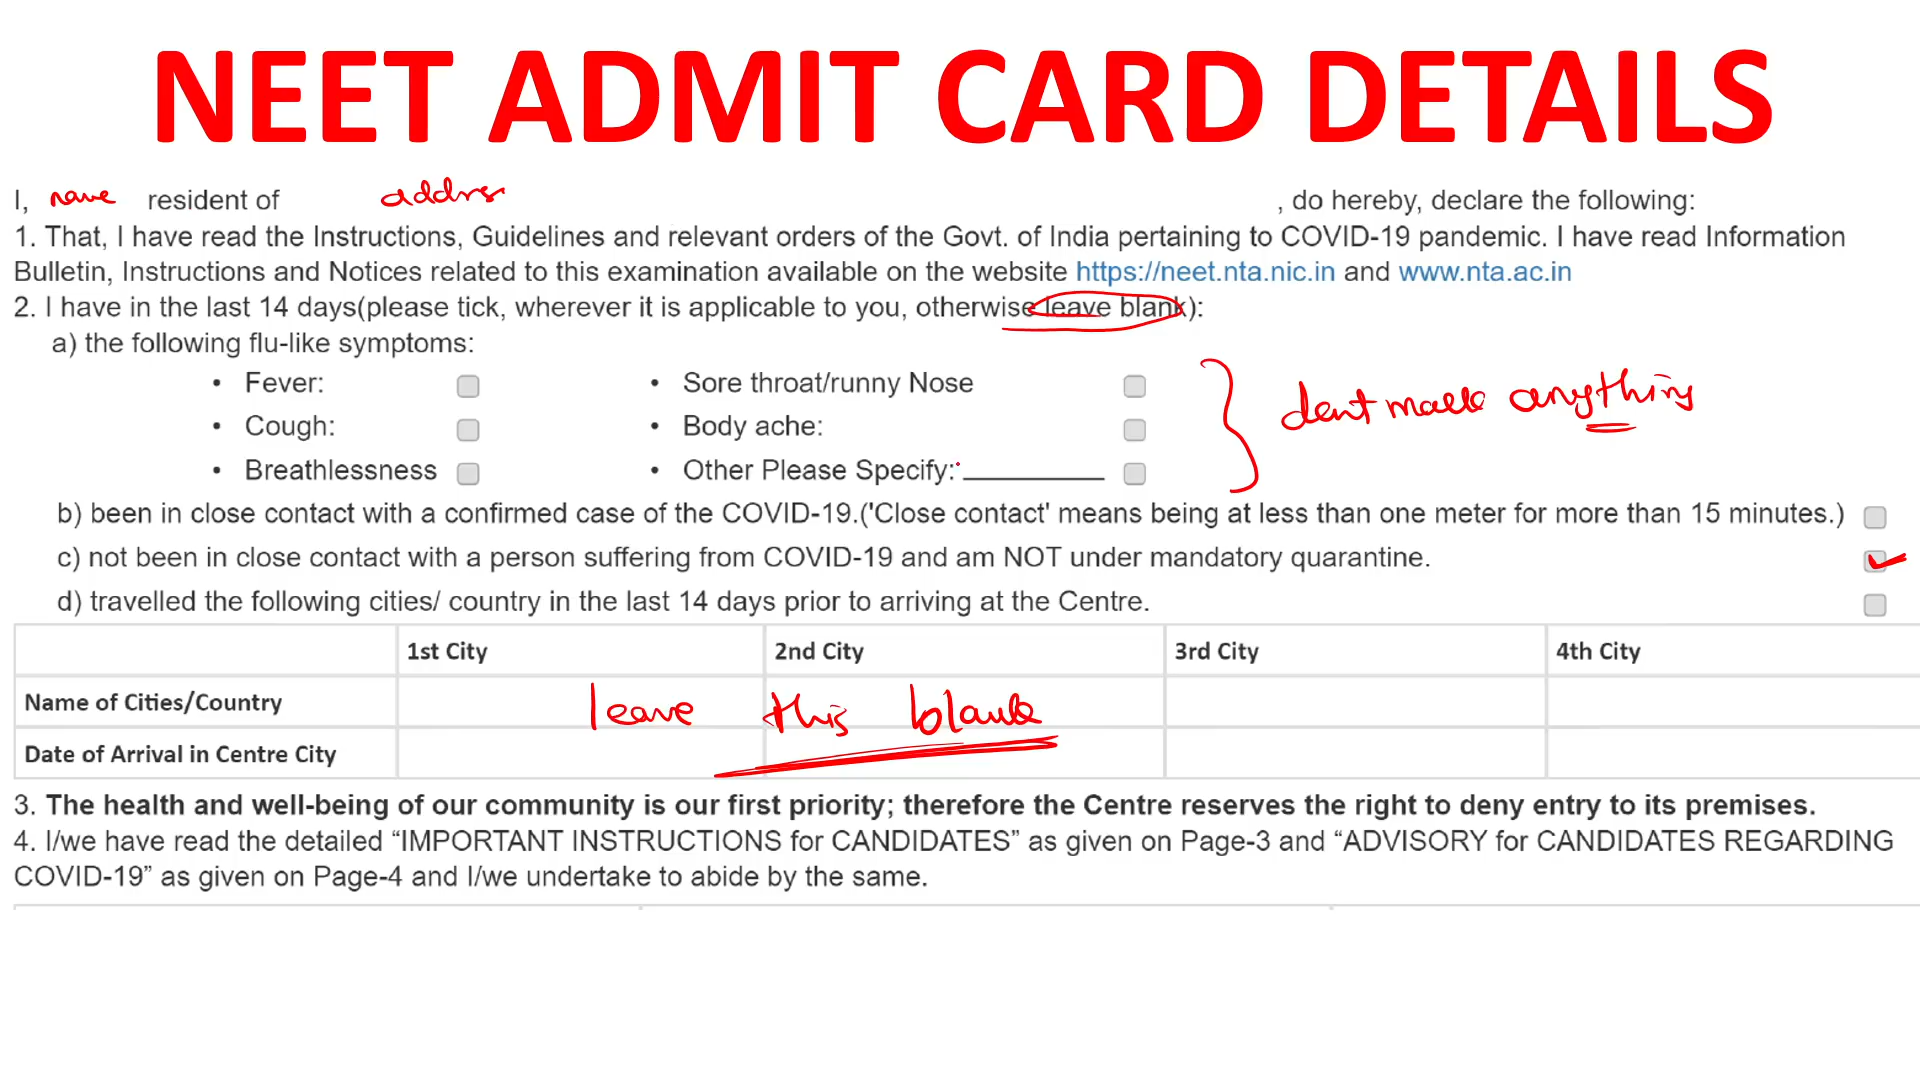 NEET ADMIT CARD DETAILS
I, name resident of address , do hereby, declare the following:
1. That, I have read the Instructions, Guidelines and relevant orders of the Govt. of India pertaining to COVID-19 pandemic. I have read Information
Bulletin, Instructions and Notices related to this examination available on the website https://neet.nta.nic.in and www.nta.ac.in
2. I have in the last 14 days(please tick, wherever it is applicable to you, otherwise leave blank):
a) the following flu-like symptoms:
• Fever: • Sore throat/runny Nose
dont mark anything
• Cough: • Body ache:
• Breathlessness • Other Please Specify:
b) been in close contact with a confirmed case of the COVID-19.('Close contact' means being at less than one meter for more than 15 minutes.)
c) not been in close contact with a person suffering from COVID-19 and am NOT under mandatory quarantine.
d) travelled the following cities/ country in the last 14 days prior to arriving at the Centre.
1st City 2nd City 3rd City 4th City
Name of Cities/Country
leave this blank
Date of Arrival in Centre City
3. The health and well-being of our community is our first priority; therefore the Centre reserves the right to deny entry to its premises.
4. I/we have read the detailed “IMPORTANT INSTRUCTIONS for CANDIDATES” as given on Page-3 and “ADVISORY for CANDIDATES REGARDING
COVID-19” as given on Page-4 and I/we undertake to abide by the same.